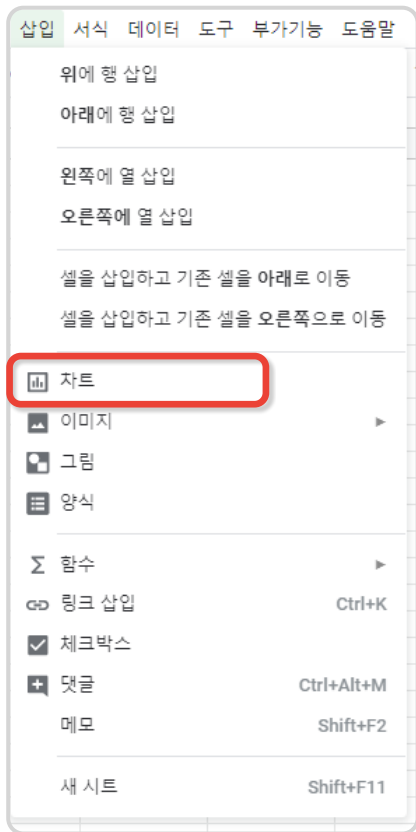 삽입 서식 데이터 도구 부가기능 도움말
위에 행 삽입
아래에 행 삽입
왼쪽에 열 삽입
오른쪽에 열 삽입
셀을 삽입하고 기존 셀을 아래로 이동
셀을 삽입하고 기존 셀을 오른쪽으로 이동
차트
이미지
그림
양식
함수
링크 삽입 Ctrl+K
체크박스
댓글 Ctrl+Alt+M
메모 Shift+F2
새 시트 Shift+F11